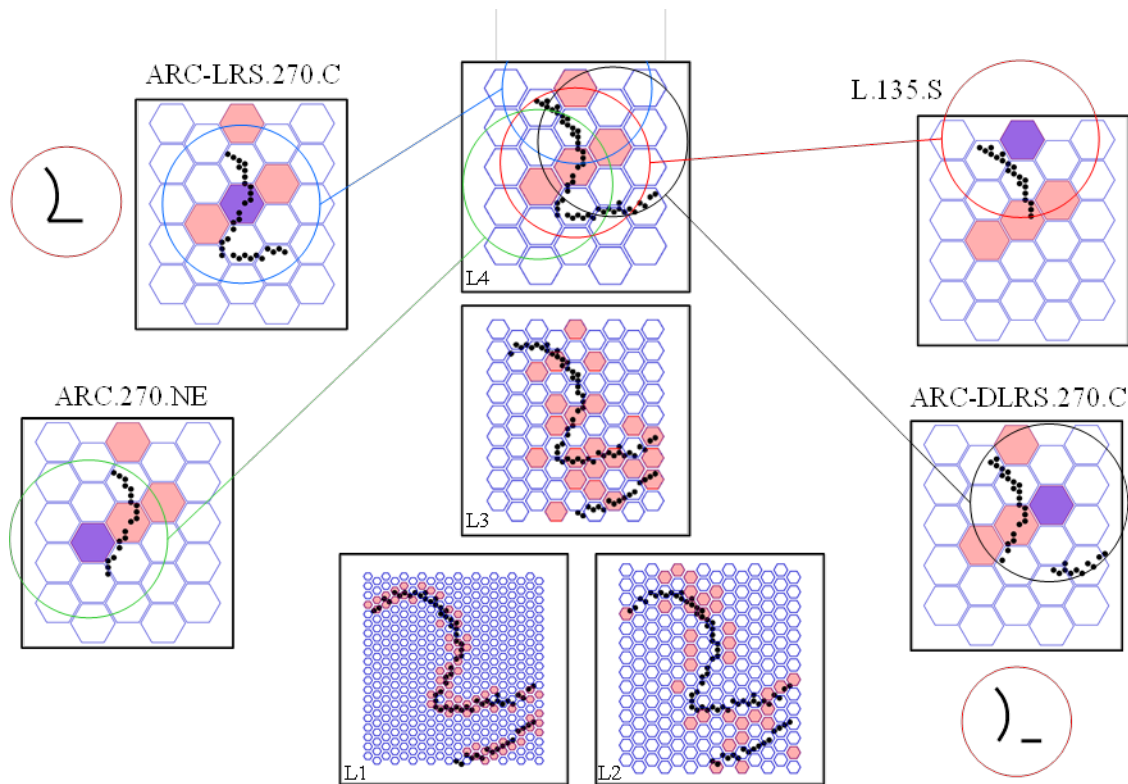 ARC-LRS.270.C
L.135.S
L4
ARC.270.NE
ARC-DLRS.270.C
L3
L1
L2